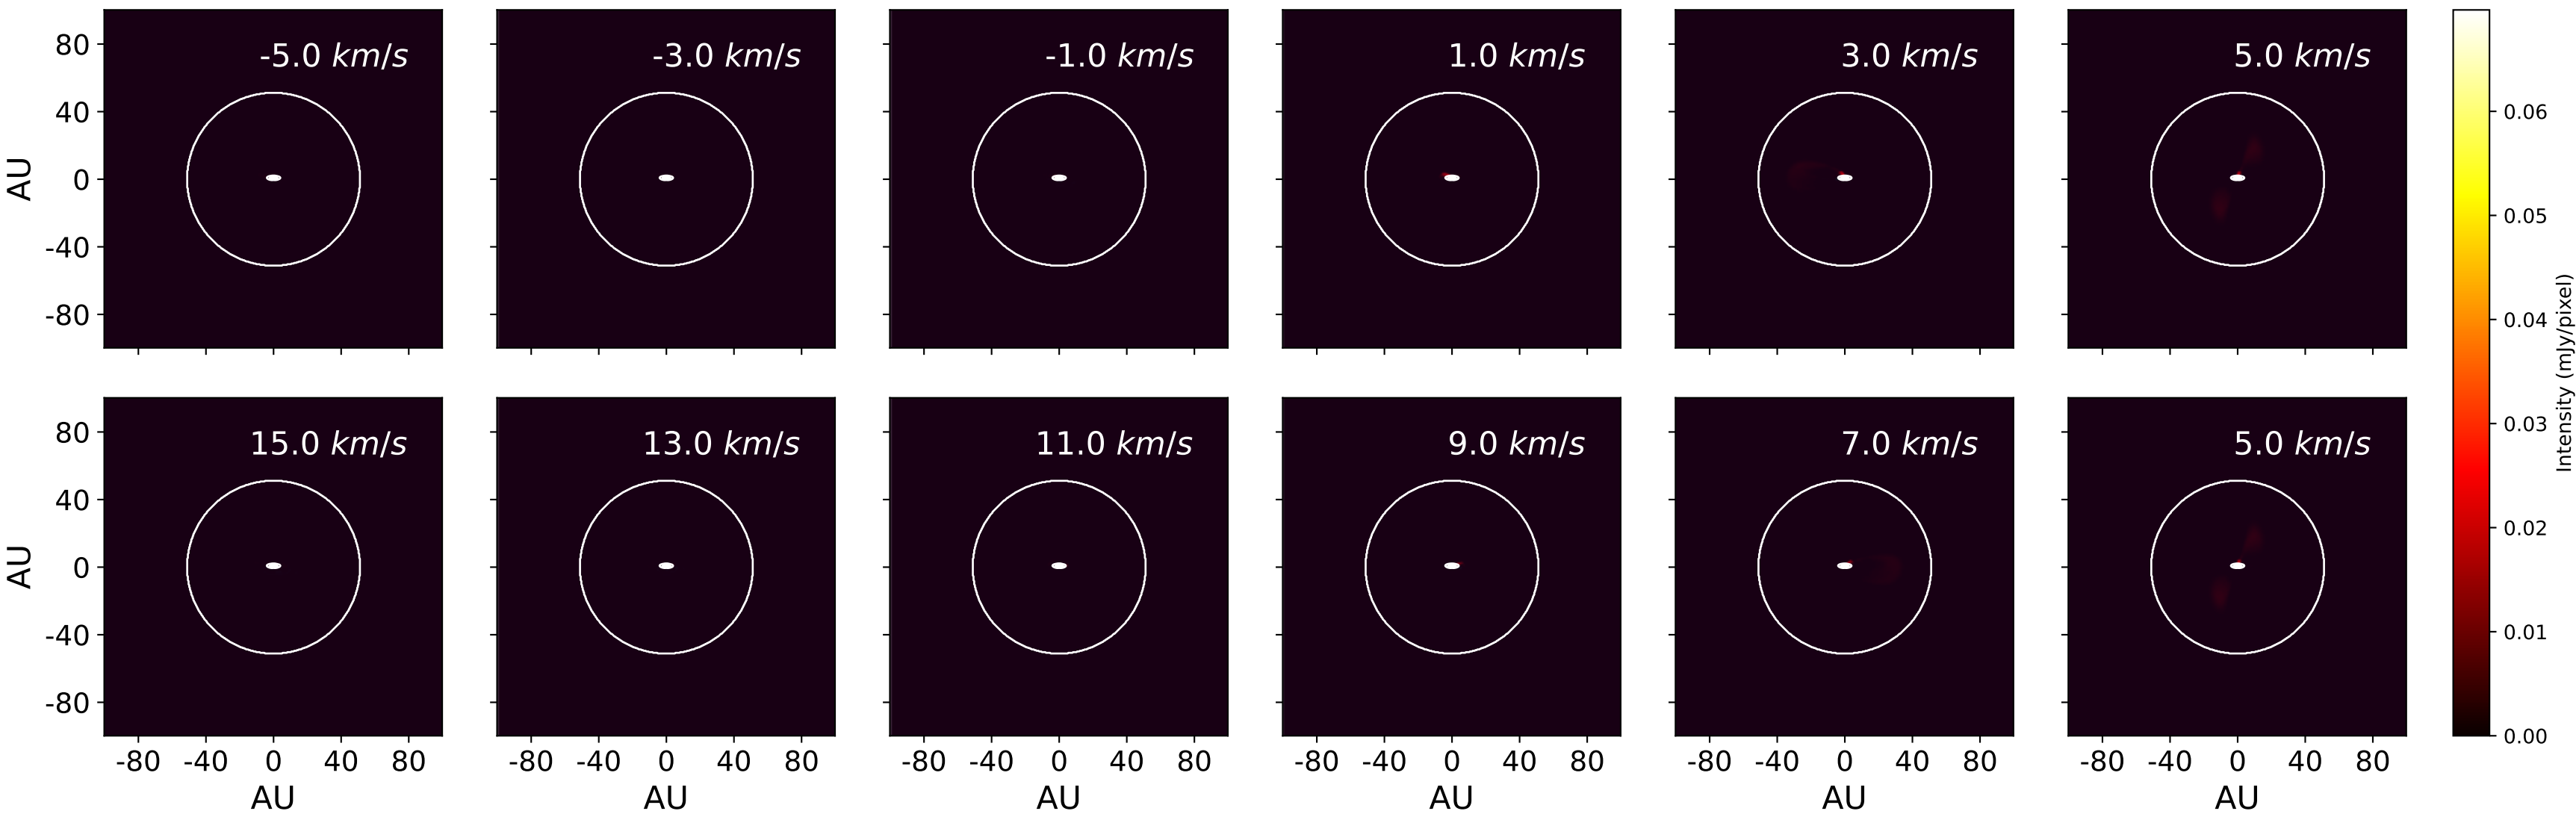 -5.0 km/s
-3.0 km/s
-1.0 km/s
1.0 km/s
3.0 km/s
5.0 km/s
80
40
0
-40
-80
AU
15.0 km/s
13.0 km/s
11.0 km/s
9.0 km/s
7.0 km/s
5.0 km/s
80
40
0
-40
-80
AU
-80 -40 0 40 80
-80 -40 0 40 80
-80 -40 0 40 80
-80 -40 0 40 80
-80 -40 0 40 80
-80 -40 0 40 80
AU
AU
AU
AU
AU
AU
0.06
0.05
0.04
0.03
0.02
0.01
0.00
Intensity (mJy/pixel)